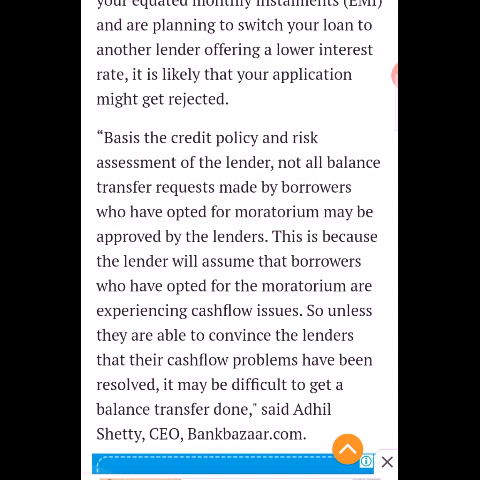 your equated monthly instalments (EMI)
and are planning to switch your loan to
another lender offering a lower interest
rate, it is likely that your application
might get rejected.
“Basis the credit policy and risk
assessment of the lender, not all balance
transfer requests made by borrowers
who have opted for moratorium may be
approved by the lenders. This is because
the lender will assume that borrowers
who have opted for the moratorium are
experiencing cashflow issues. So unless
they are able to convince the lenders
that their cashflow problems have been
resolved, it may be difficult to get a
balance transfer done," said Adhil
Shetty, CEO, Bankbazaar.com.